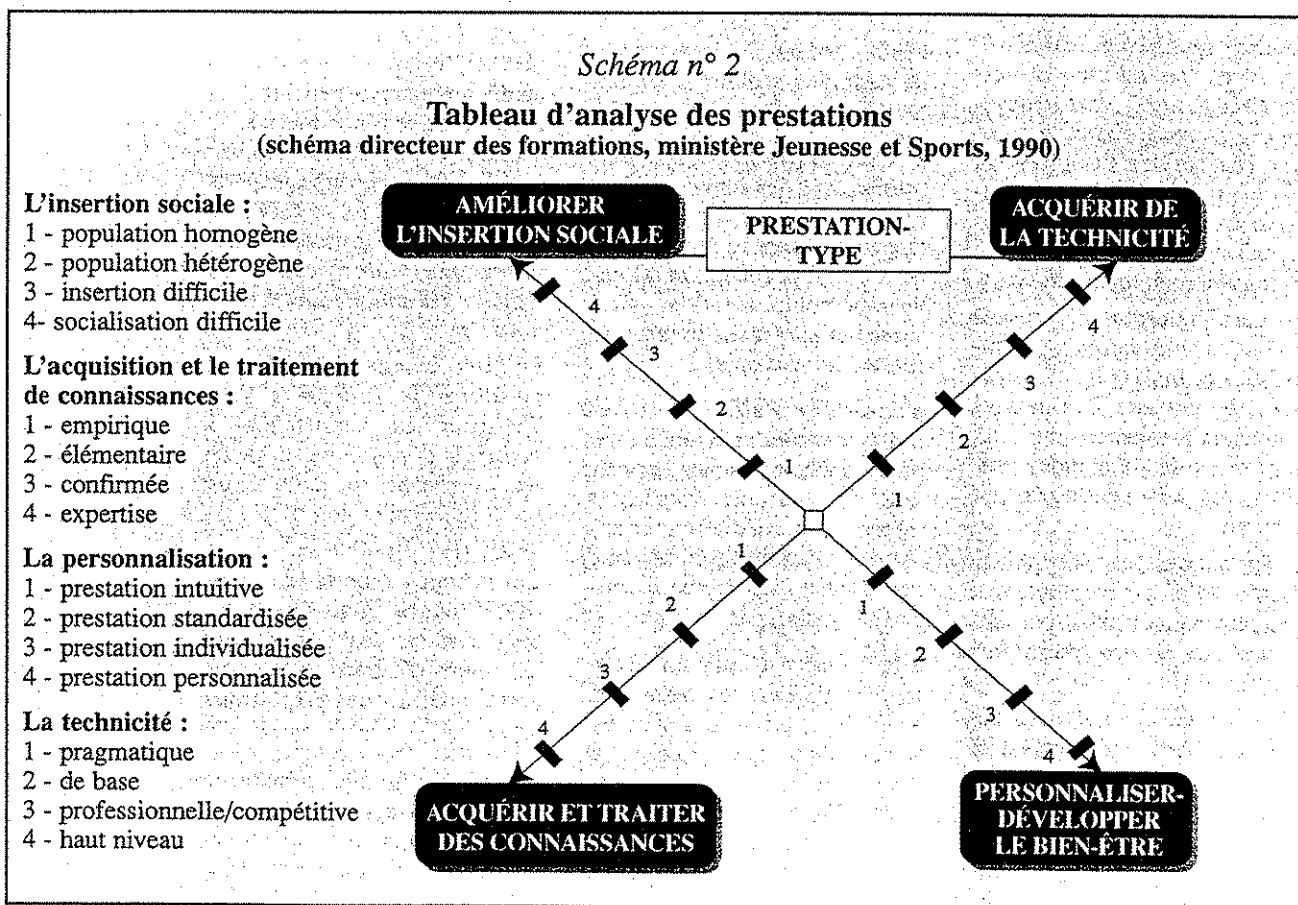 Schéma n° 2
Tableau d'analyse des prestations
(schéma directeur des formations, ministère Jeunesse et Sports, 1990)
L'insertion sociale :
1 - population homogène
2 - population hétérogène
3 - insertion difficile
4- socialisation difficile
L'acquisition et le traitement
de connaissances :
1 - empirique
2 - élémentaire
3 - confirmée
4 - expertise
La personnalisation :
1 - prestation intuitive
2 - prestation standardisée
3 - prestation individualisée
4 - prestation personnalisée
La technicité :
1 - pragmatique
2 - de base
3 - professionnelle/compétitive
4 - haut niveau
AMÉLIORER
L'INSERTION SOCIALE
PRESTATION-
TYPE
ACQUÉRIR DE
LA TECHNICITÉ
4
3
2
1
4
3
2
1
1
2
3
4
1
2
3
4
ACQUÉRIR ET TRAITER
DES CONNAISSANCES
PERSONNALISER-
DÉVELOPPER
LE BIEN-ÊTRE